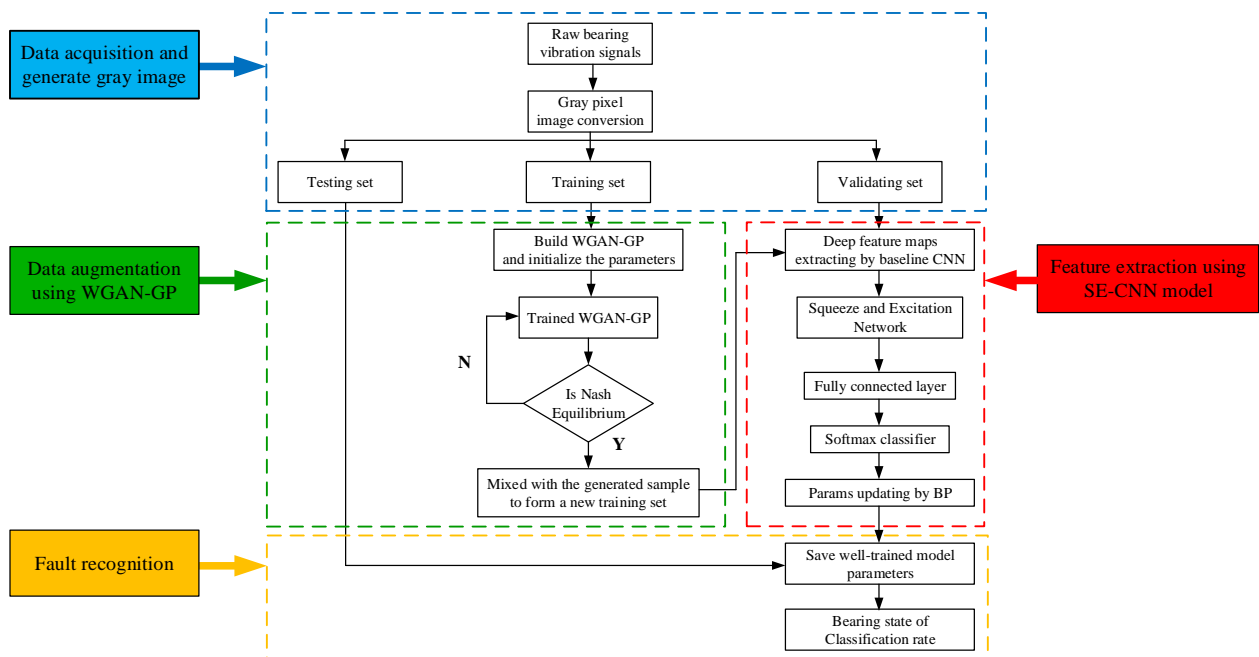 Data acquisition and
generate gray image
Raw bearing
vibration signals
Gray pixel
image conversion
Testing set
Training set
Validating set
Data augmentation
using WGAN-GP
Build WGAN-GP
and initialize the parameters
Trained WGAN-GP
N
Is Nash
Equilibrium
Y
Mixed with the generated sample
to form a new training set
Deep feature maps
extracting by baseline CNN
Squeeze and Excitation
Network
Fully connected layer
Softmax classifier
Params updating by BP
Feature extraction using
SE-CNN model
Fault recognition
Save well-trained model
parameters
Bearing state of
Classification rate